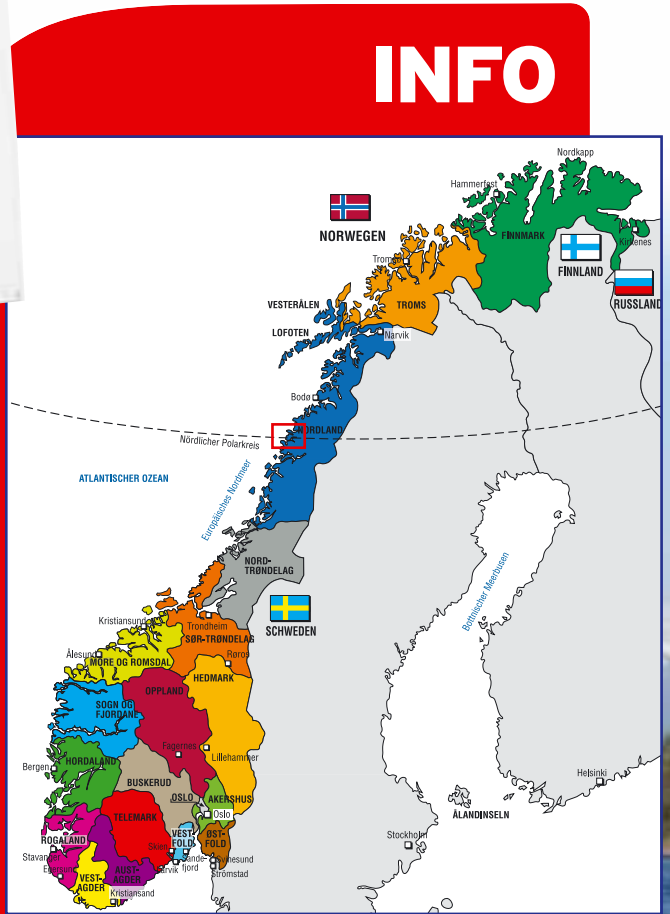 INFO
Nordkapp
Hammerfest
NORWEGEN
FINNMARK
Kirkenes
FINNLAND
Tromsø
RUSSLAND
VESTERÅLEN
TROMS
LOFOTEN
Narvik
Bodø
NORDLAND
Nördlicher Polarkreis
ATLANTISCHER OZEAN
Europäisches Nordmeer
NORD-
TRØNDELAG
Bottnischer Meerbusen
SCHWEDEN
Kristiansund
Trondheim
SØR-TRØNDELAG
Ålesund
MØRE OG ROMSDAL
Røros
HEDMARK
OPPLAND
SOGN OG
FJORDANE
Fagernes
Lillehammer
HORDALAND
Bergen
BUSKERUD
Helsinki
OSLO
AKERSHUS
Oslo
ÅLANDINSELN
TELEMARK
ROGALAND
VEST-
FOLD
ØST-
FOLD
Stockholm
Skien
Stavanger
Sande-
fjord
Svinesund
Egersund
AUST-
AGDER
Larvik
Strömstad
VEST-
AGDER
Kristiansand